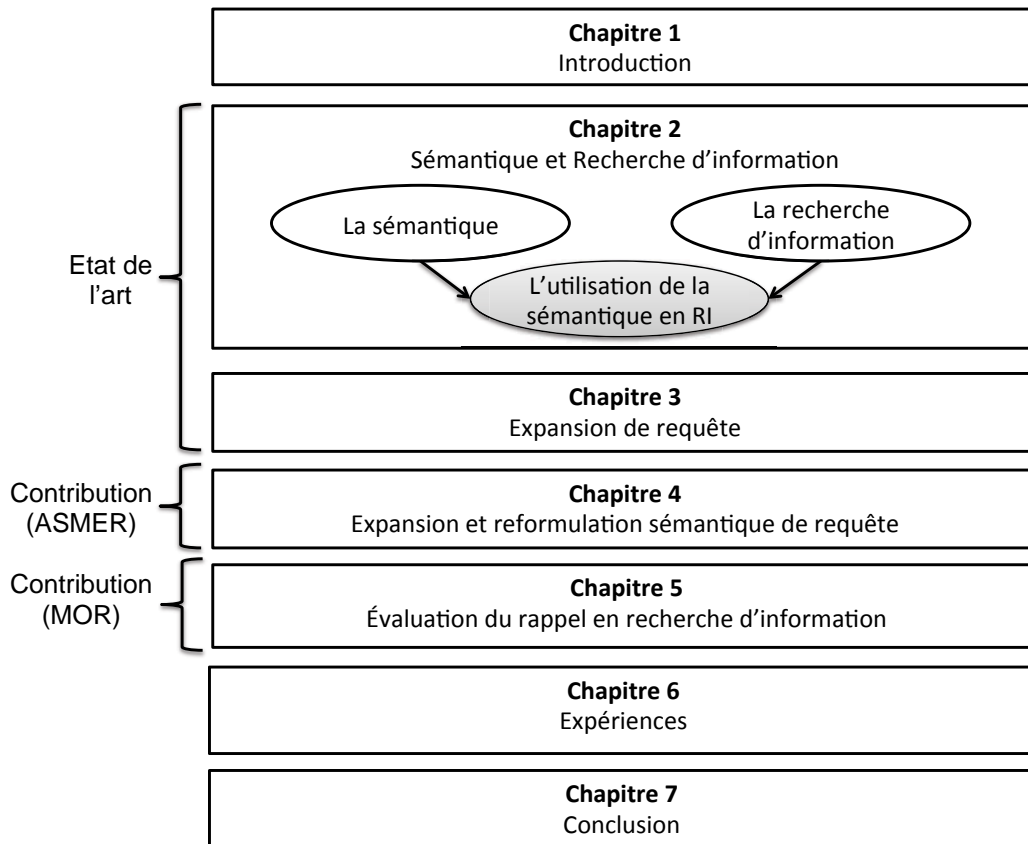 Chapitre 1
Introduction
Etat de
l’art
Chapitre 2
Sémantique et Recherche d’information
La sémantique
La recherche
d’information
L’utilisation de la
sémantique en RI
Chapitre 3
Expansion de requête
Contribution
(ASMER)
Chapitre 4
Expansion et reformulation sémantique de requête
Contribution
(MOR)
Chapitre 5
Évaluation du rappel en recherche d’information
Chapitre 6
Expériences
Chapitre 7
Conclusion